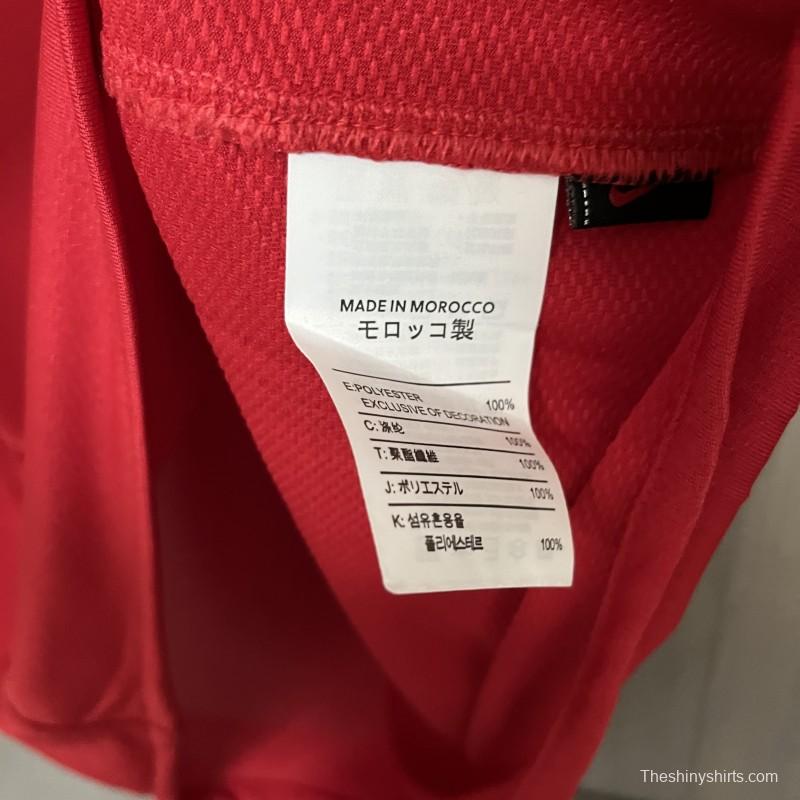 MADE IN MOROCCO
モロッコ製
E:POLYESTER 100%
EXCLUSIVE OF DECORATION
C: 涤纶 100%
T: 聚酯纖維 100%
J: ポリエステル 100%
K: 섬유혼용율
폴리에스테르 100%
Theshinyshirts.com